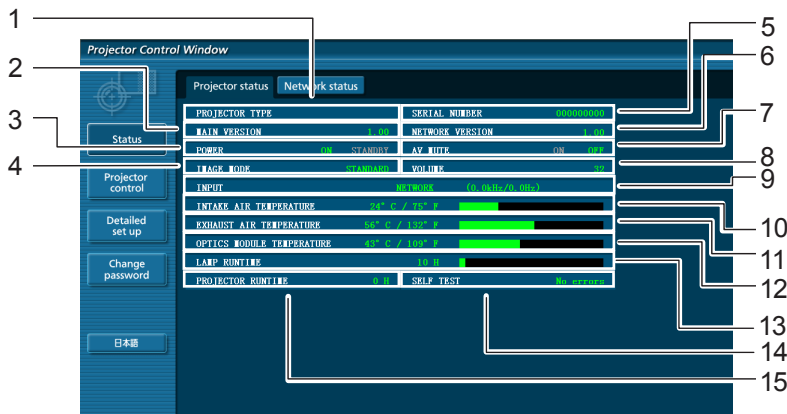 1
2
3
4
5
6
7
8
9
10
11
12
13
14
15
Projector Control Window
Projector status
Network status
Status
Projector control
Detailed set up
Change password
日本語
PROJECTOR TYPE
SERIAL NUMBER 000000000
MAIN VERSION 1.00
NETWORK VERSION 1.00
POWER ON STANDBY
AV MUTE ON OFF
IMAGE MODE STANDARD
VOLUME 32
INPUT NETWORK (0.0kHz/0.0Hz)
INTAKE AIR TEMPERATURE 24° C / 75° F
EXHAUST AIR TEMPERATURE 56° C / 132° F
OPTICS MODULE TEMPERATURE 43° C / 109° F
LAMP RUNTIME 10 H
PROJECTOR RUNTIME 0 H
SELF TEST No errors